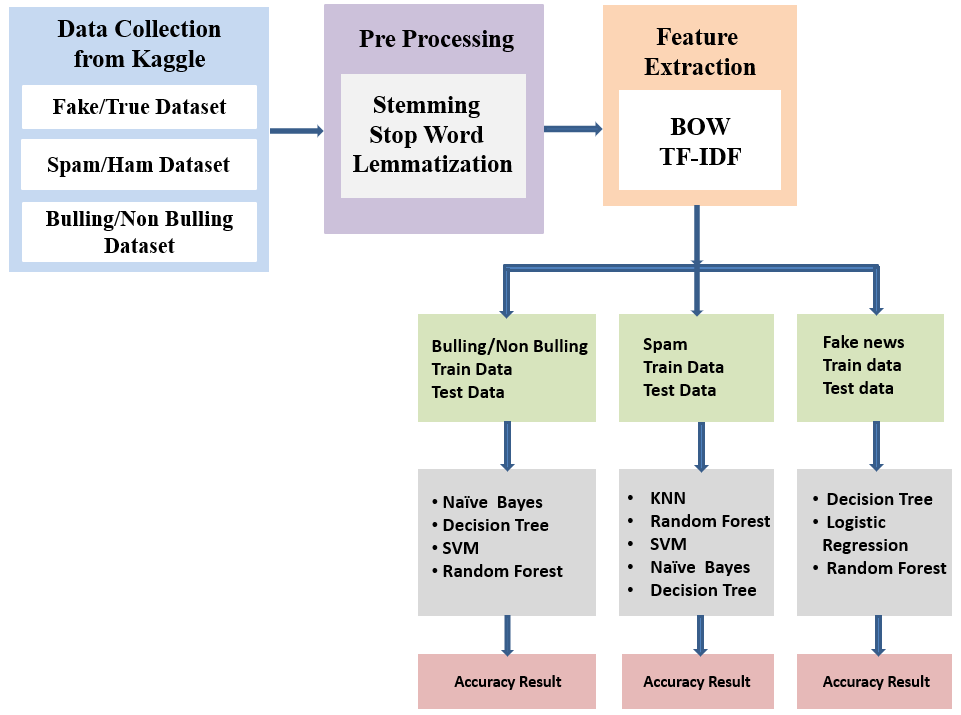 Data Collection
from Kaggle
Fake/True Dataset
Spam/Ham Dataset
Bulling/Non Bulling
Dataset
Pre Processing
Stemming
Stop Word
Lemmatization
Feature
Extraction
BOW
TF-IDF
Bulling/Non Bulling
Train Data
Test Data
Spam
Train Data
Test Data
Fake news
Train data
Test data
• Naïve Bayes
• Decision Tree
• SVM
• Random Forest
• KNN
• Random Forest
• SVM
• Naïve Bayes
• Decision Tree
• Decision Tree
• Logistic
Regression
• Random Forest
Accuracy Result
Accuracy Result
Accuracy Result